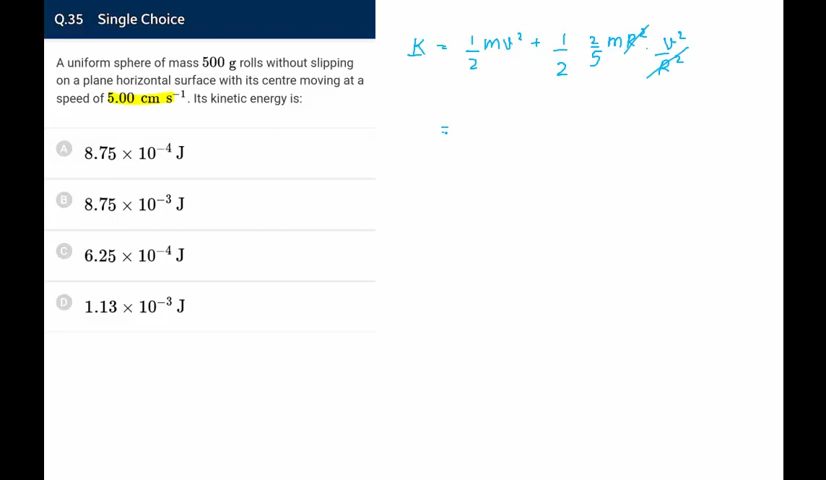 Q.35 Single Choice
A uniform sphere of mass 500 g rolls without slipping
on a plane horizontal surface with its centre moving at a
speed of 5.00 cm s⁻¹. Its kinetic energy is:
A 8.75 × 10⁻⁴ J
B 8.75 × 10⁻³ J
C 6.25 × 10⁻⁴ J
D 1.13 × 10⁻³ J
K = 1/2 mv² + 1/2 2/5 mR² · v²/R²
=